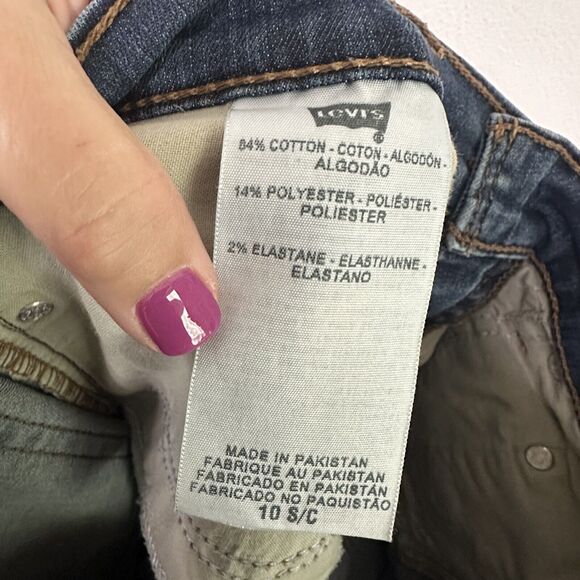 LEVI'S
®
84% COTTON - COTON - ALGODÓN -
ALGODÃO
14% POLYESTER - POLIÉSTER -
POLIESTER
2% ELASTANE - ELASTHANNE -
ELASTANO
MADE IN PAKISTAN
FABRIQUE AU PAKISTAN
FABRICADO EN PAKISTÁN
FABRICADO NO PAQUISTÃO
10 S/C